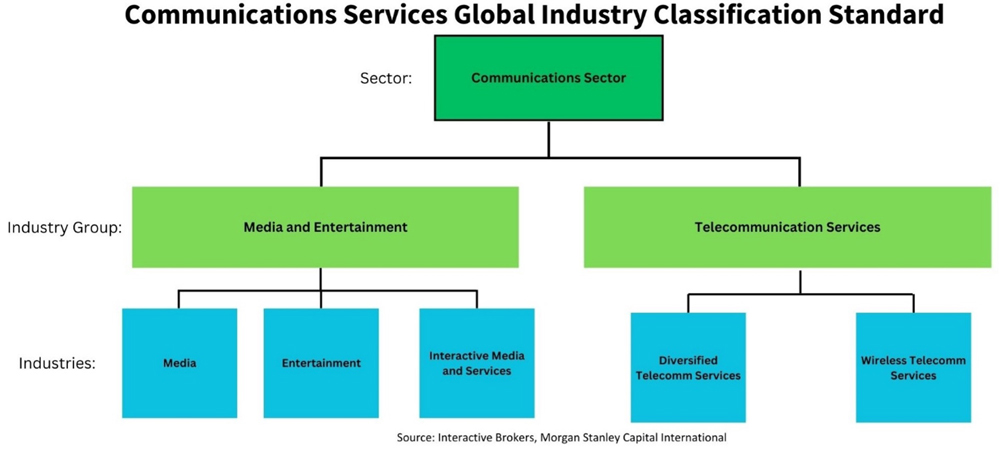 Communications Services Global Industry Classification Standard
Sector:
Communications Sector
Industry Group:
Media and Entertainment
Telecommunication Services
Industries:
Media
Entertainment
Interactive Media
and Services
Diversified
Telecomm Services
Wireless Telecomm
Services
Source: Interactive Brokers, Morgan Stanley Capital International